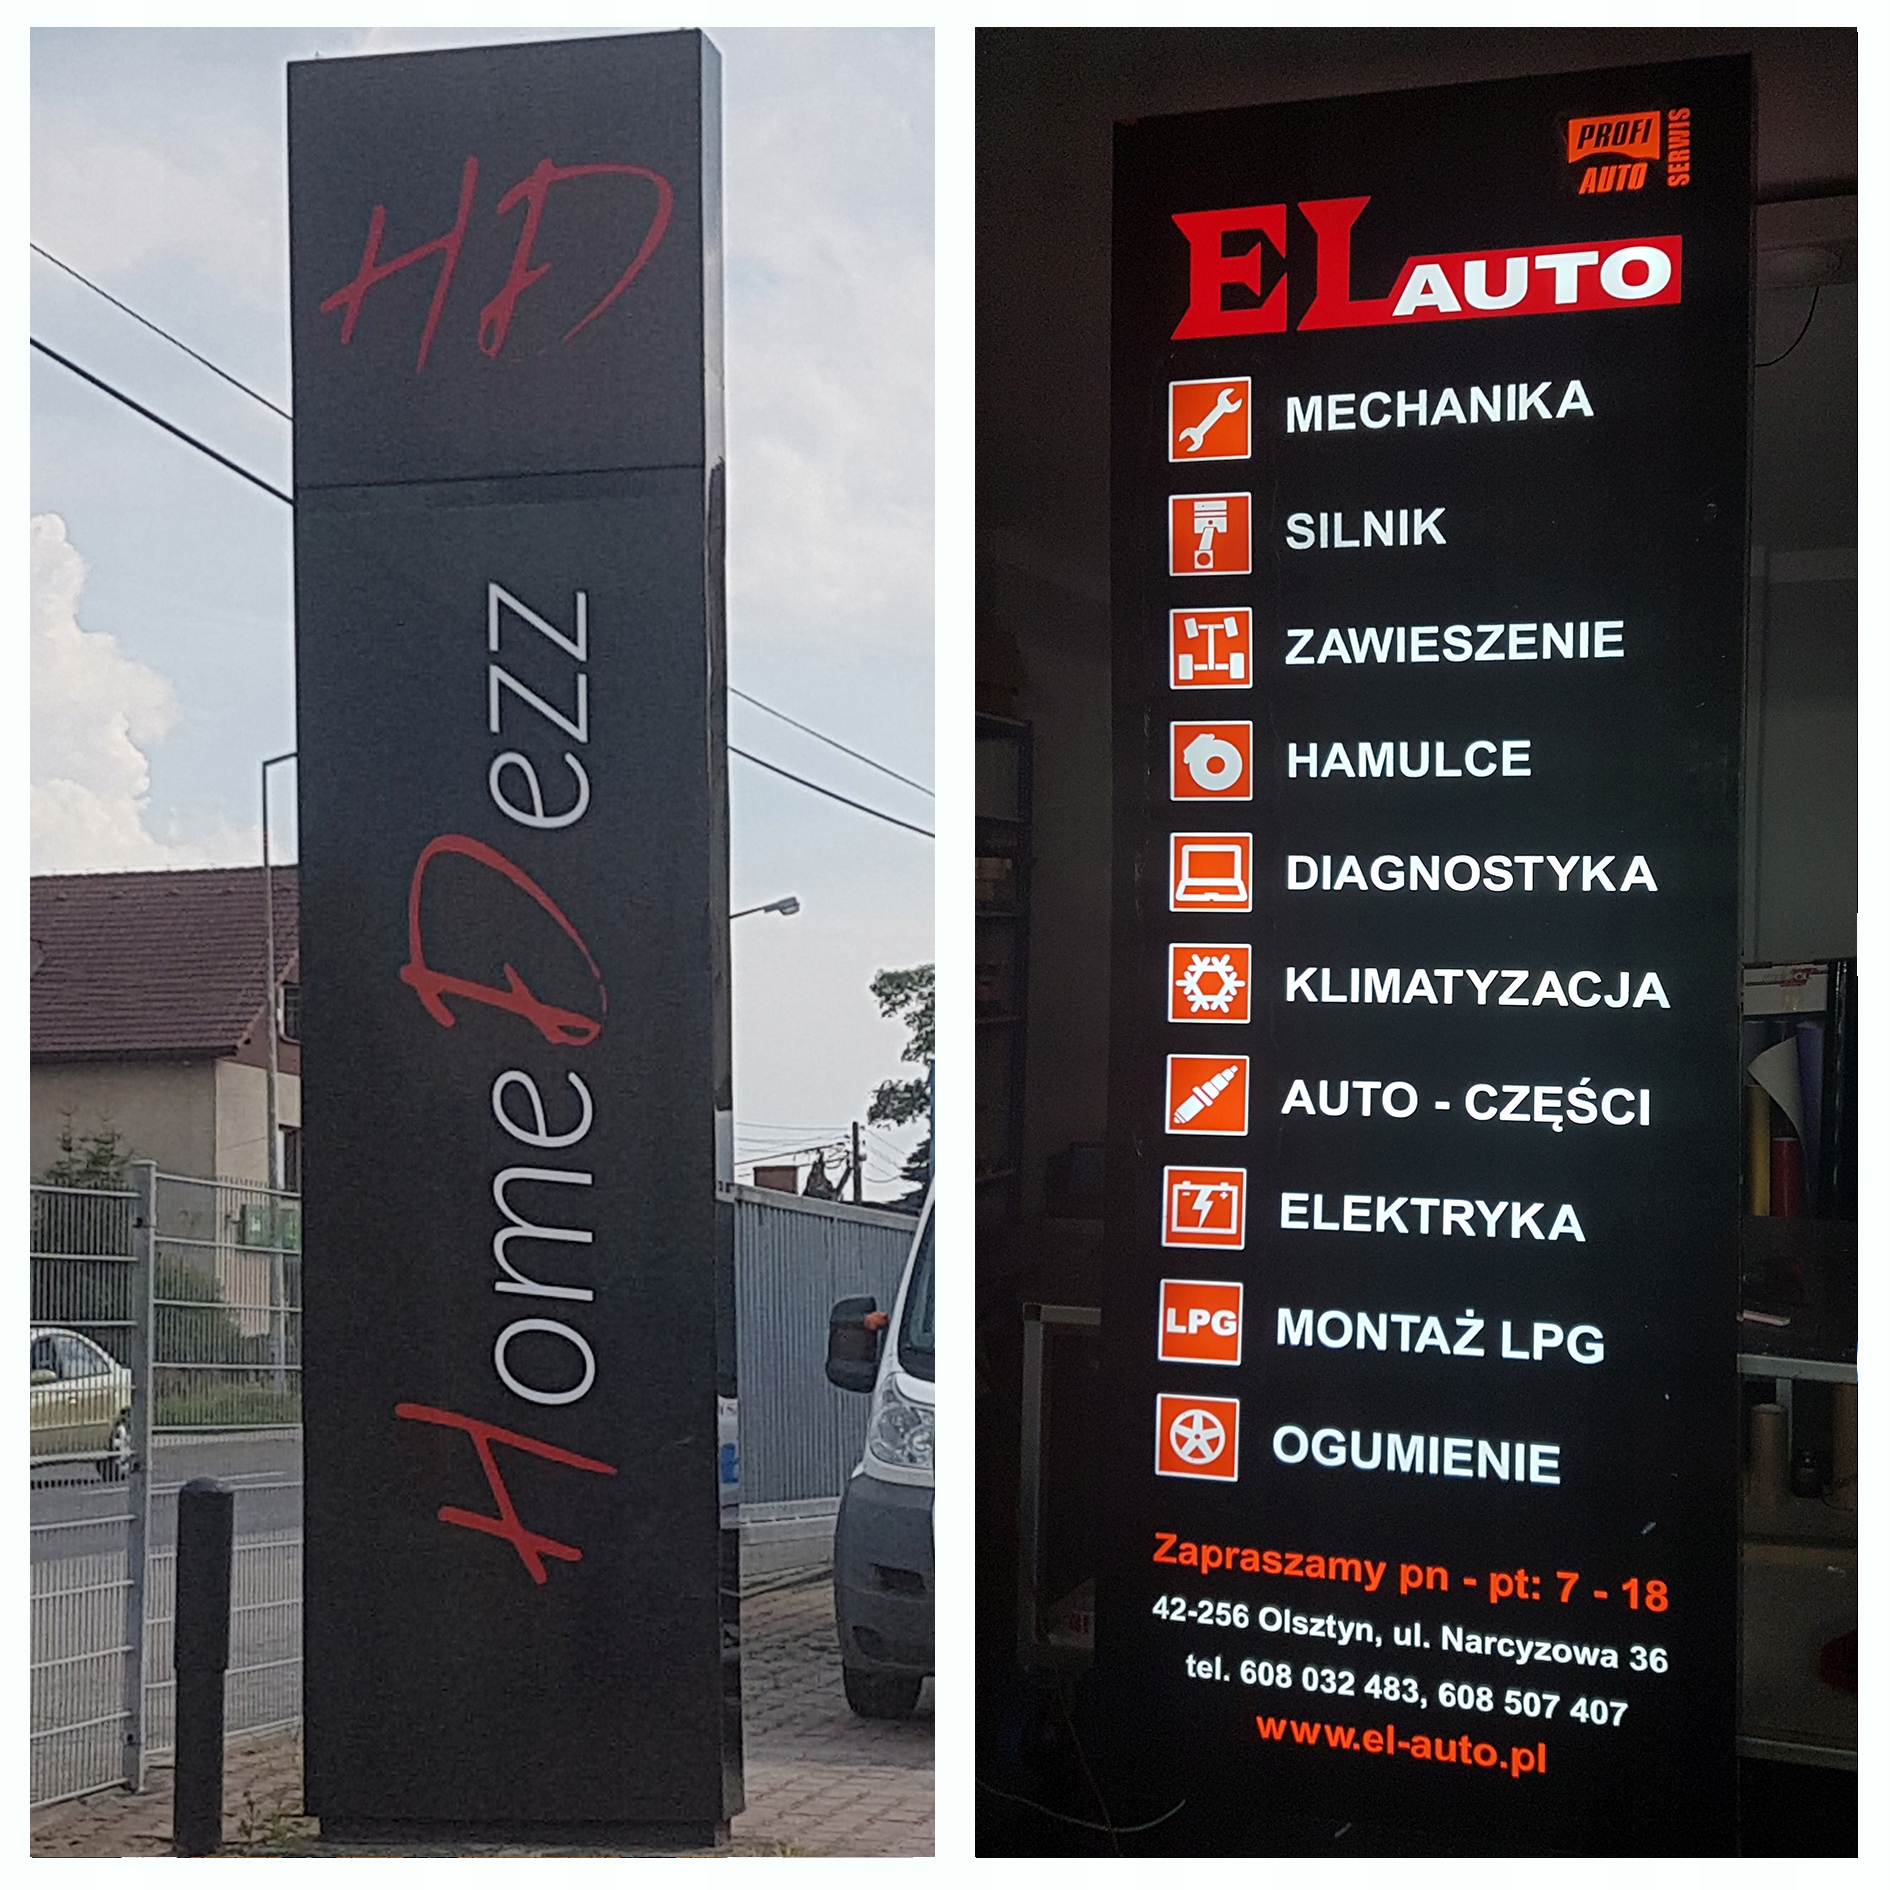 HD
HomeDezz
PROFI
AUTO
SERWIS
EL AUTO
MECHANIKA
SILNIK
ZAWIESZENIE
HAMULCE
DIAGNOSTYKA
KLIMATYZACJA
AUTO - CZĘŚCI
ELEKTRYKA
LPG
MONTAŻ LPG
OGUMIENIE
Zapraszamy pn - pt: 7 - 18
42-256 Olsztyn, ul. Narcyzowa 36
tel. 608 032 483, 608 507 407
www.el-auto.pl